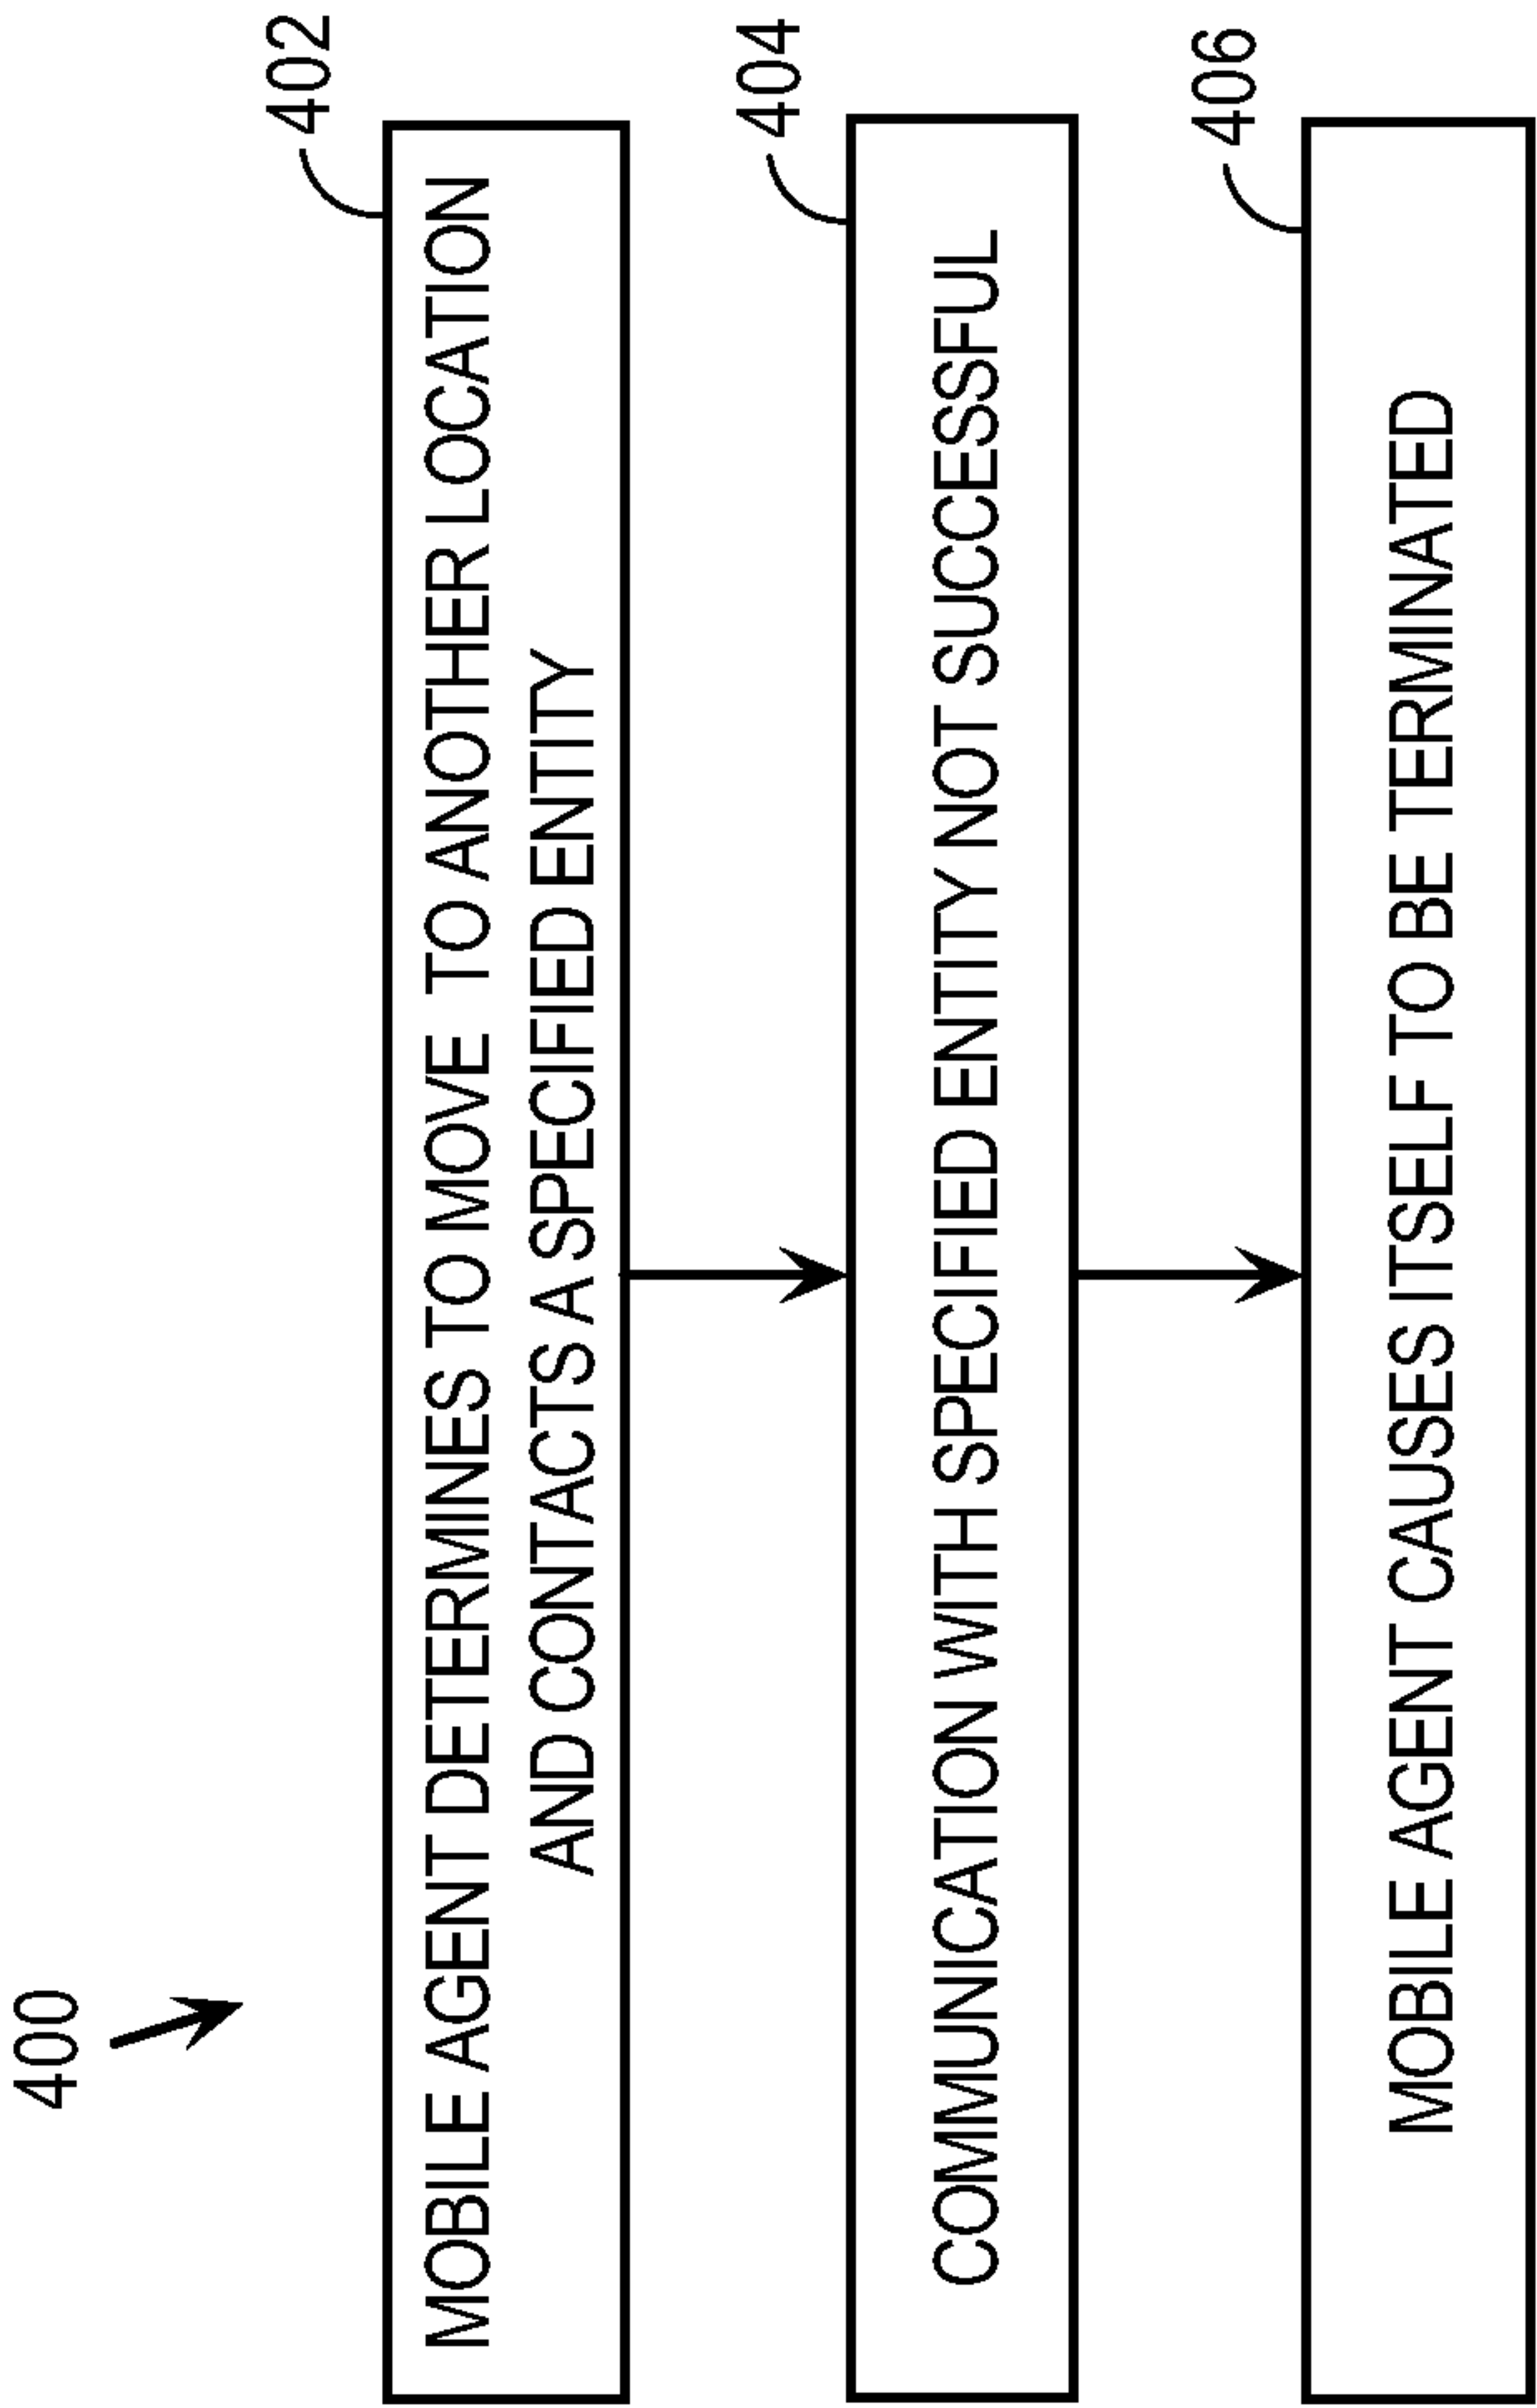 400
402
MOBILE AGENT DETERMINES TO MOVE TO ANOTHER LOCATION
AND CONTACTS A SPECIFIED ENTITY
404
COMMUNICATION WITH SPECIFIED ENTITY NOT SUCCESSFUL
406
MOBILE AGENT CAUSES ITSELF TO BE TERMINATED